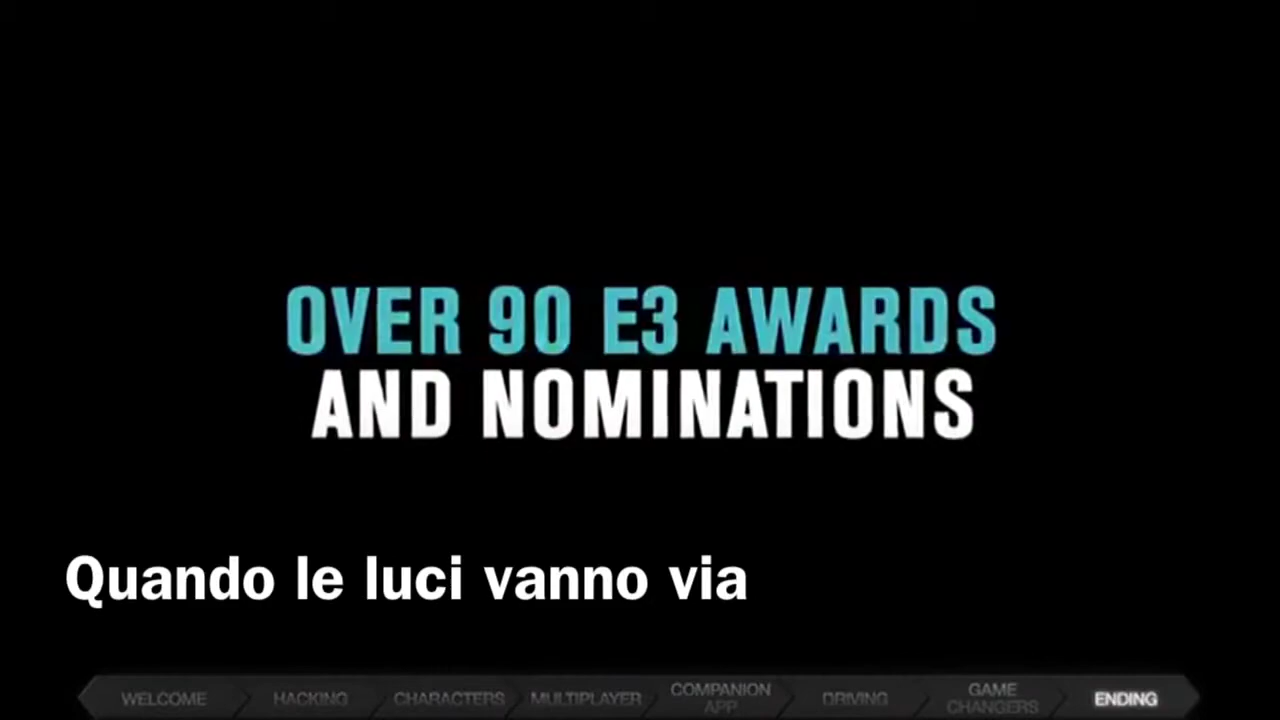 OVER 90 E3 AWARDS
AND NOMINATIONS
Quando le luci vanno via
WELCOME
HACKING
CHARACTERS
MULTIPLAYER
COMPANION
APP
DRIVING
GAME
CHANGERS
ENDING